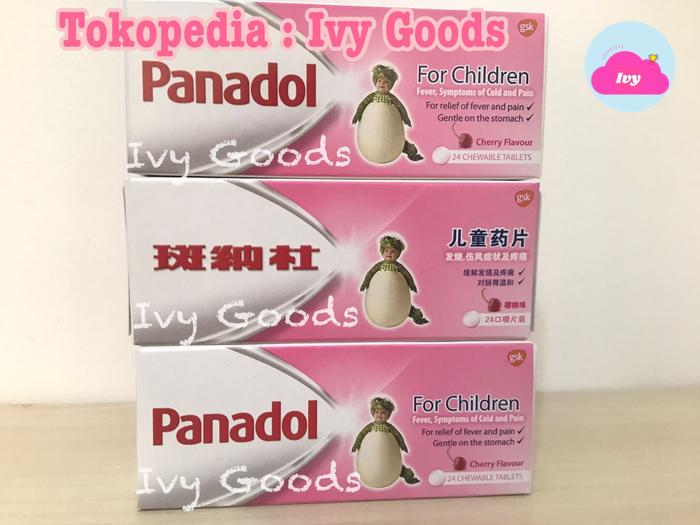 Tokopedia : Ivy Goods
Ivy
gsk
Panadol
For Children
Fever, Symptoms of Cold and Pain
For relief of fever and pain ✓
Gentle on the stomach ✓
Cherry Flavour
24 CHEWABLE TABLETS
Ivy Goods
gsk
斑纳杜
儿童药片
发烧,伤风症状及疼痛
缓解发烧及疼痛 ✓
对肠胃温和 ✓
樱桃味
24口嚼片装
Ivy Goods
gsk
Panadol
For Children
Fever, Symptoms of Cold and Pain
For relief of fever and pain ✓
Gentle on the stomach ✓
Cherry Flavour
24 CHEWABLE TABLETS
Ivy Goods